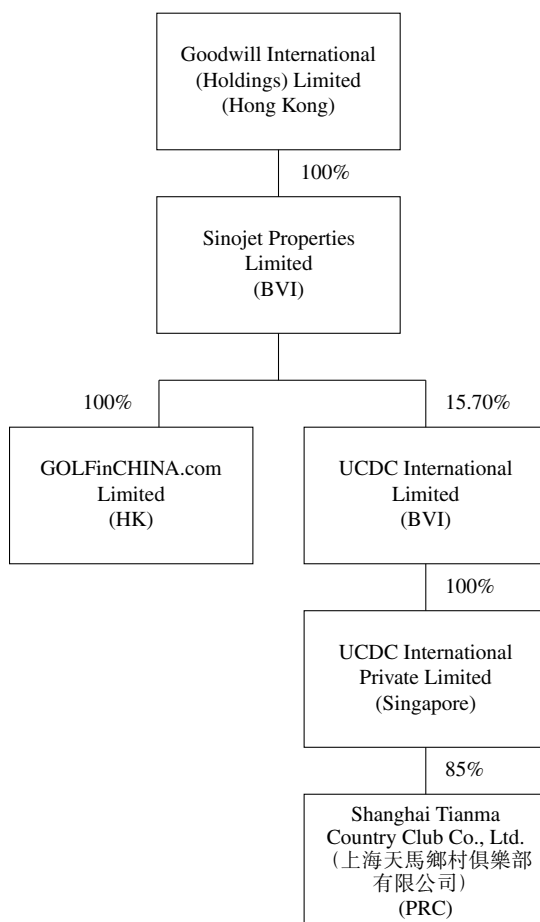 Goodwill International
(Holdings) Limited
(Hong Kong)
100%
Sinojet Properties
Limited
(BVI)
100%
15.70%
GOLFinCHINA.com
Limited
(HK)
UCDC International
Limited
(BVI)
100%
UCDC International
Private Limited
(Singapore)
85%
Shanghai Tianma
Country Club Co., Ltd.
（上海天馬鄉村俱樂部
有限公司）
(PRC)